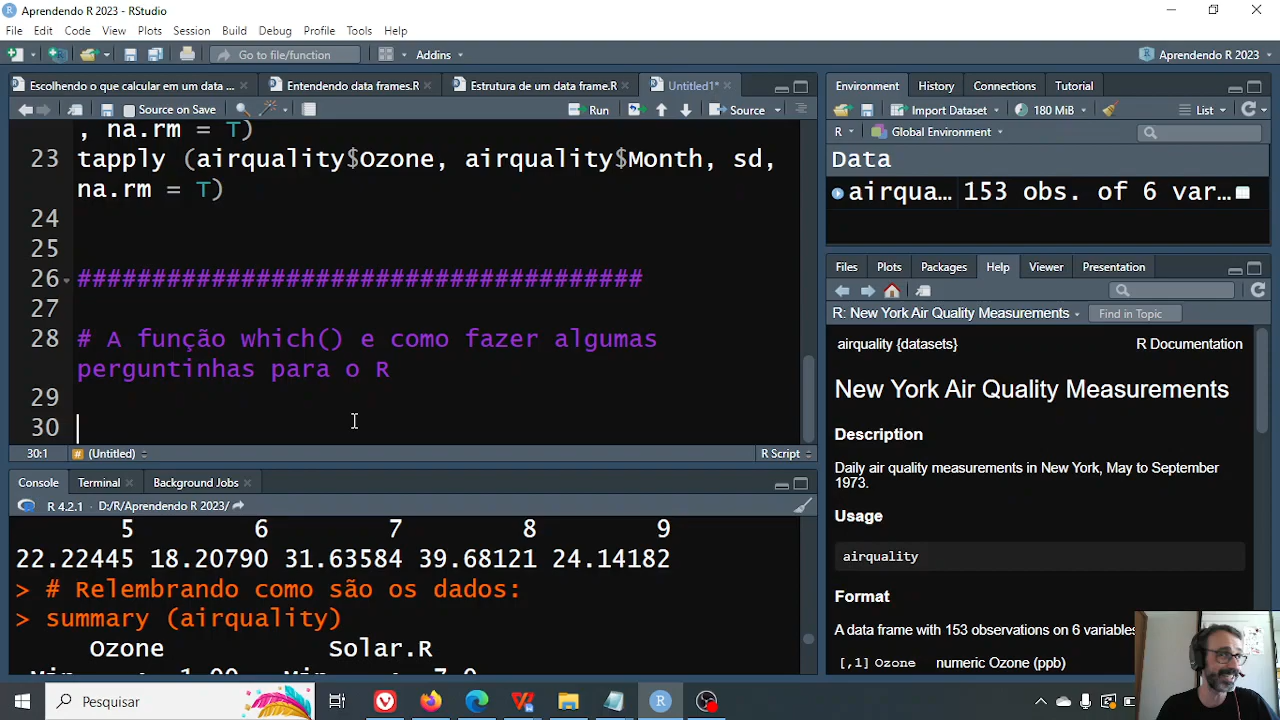 Aprendendo R 2023 - RStudio
File Edit Code View Plots Session Build Debug Profile Tools Help
Go to file/function
Addins
Aprendendo R 2023
Escolhendo o que calcular em um data ...
Entendendo data frames.R
Estrutura de um data frame.R
Untitled1*
Source on Save
Run
Source
, na.rm = T)
23 tapply (airquality$Ozone, airquality$Month, sd,
na.rm = T)
24
25
26 ######################################
27
28 # A função which() e como fazer algumas
perguntinhas para o R
29
30
30:1
# (Untitled)
R Script
Console Terminal Background Jobs
R 4.2.1 · D:/R/Aprendendo R 2023/
5 6 7 8 9
22.22445 18.20790 31.63584 39.68121 24.14182
> # Relembrando como são os dados:
> summary (airquality)
Ozone Solar.R
Environment History Connections Tutorial
Import Dataset
180 MiB
List
R
Global Environment
Data
airqua... 153 obs. of 6 var...
Files Plots Packages Help Viewer Presentation
R: New York Air Quality Measurements
Find in Topic
airquality {datasets}
R Documentation
New York Air Quality Measurements
Description
Daily air quality measurements in New York, May to September
1973.
Usage
airquality
Format
A data frame with 153 observations on 6 variables
[,1] Ozone numeric Ozone (ppb)
Pesquisar